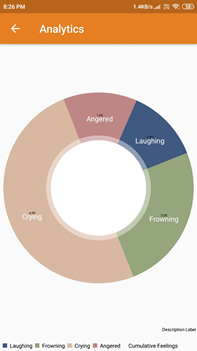 8:26 PM 1.4KB/s
Analytics
Angered
Laughing
Crying
Frowning
Description Label
Laughing Frowning Crying Angered Cumulative Feelings